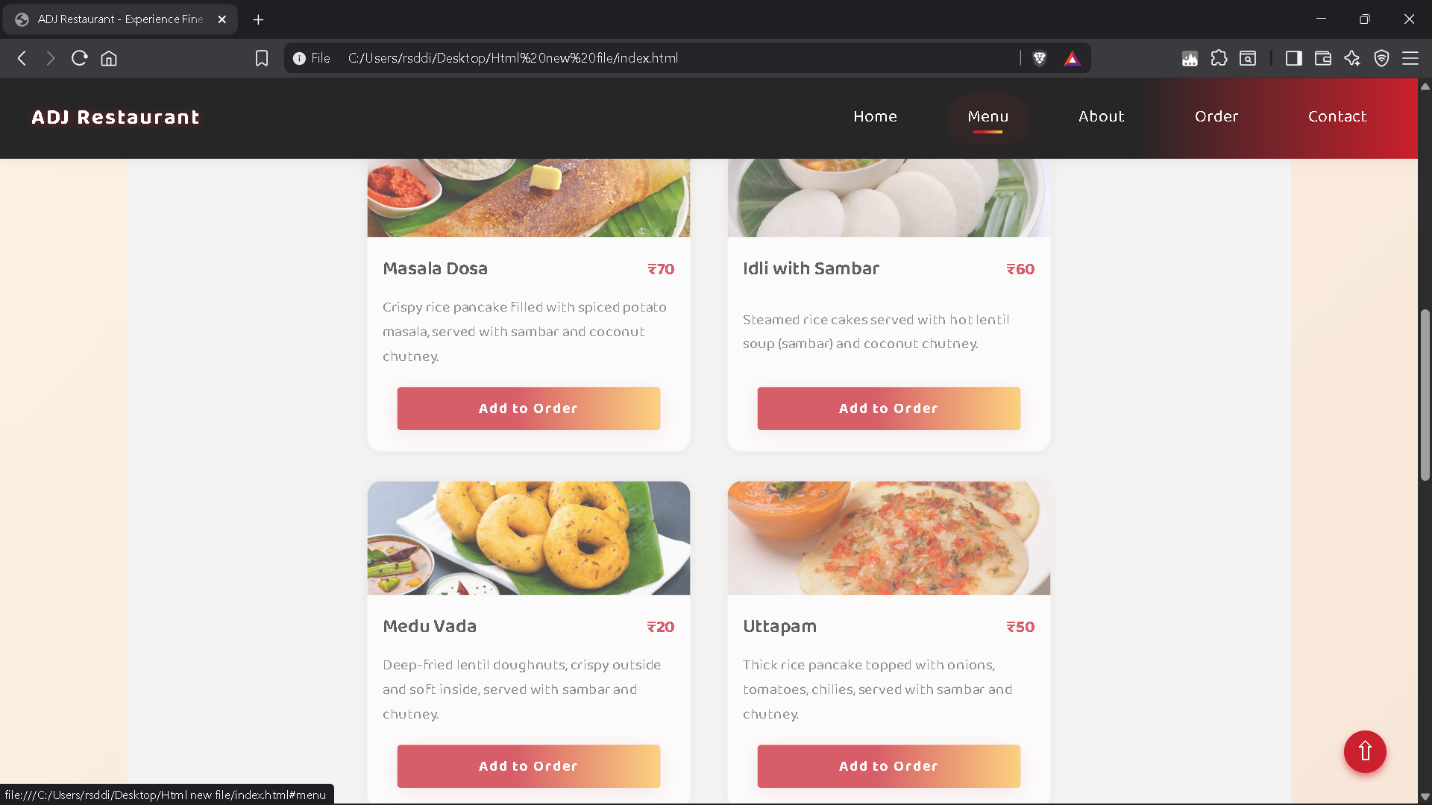 ADJ Restaurant - Experience Fine
File C:/Users/rsddi/Desktop/Html%20new%20file/index.html
ADJ Restaurant
Home Menu About Order Contact
Masala Dosa ₹70
Crispy rice pancake filled with spiced potato
masala, served with sambar and coconut
chutney.
Add to Order
Idli with Sambar ₹60
Steamed rice cakes served with hot lentil
soup (sambar) and coconut chutney.
Add to Order
Medu Vada ₹20
Deep-fried lentil doughnuts, crispy outside
and soft inside, served with sambar and
chutney.
Add to Order
Uttapam ₹50
Thick rice pancake topped with onions,
tomatoes, chilies, served with sambar and
chutney.
Add to Order
file:///C:/Users/rsddi/Desktop/Html new file/index.html#menu